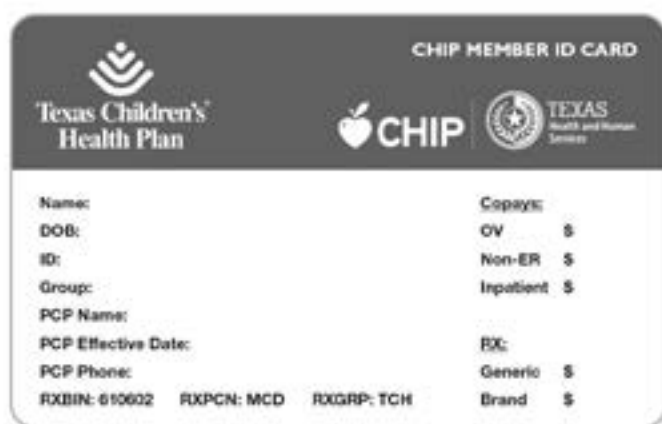 CHIP MEMBER ID CARD
Texas Children's
Health Plan
CHIP
TEXAS
Health and Human
Services
Name:
DOB:
ID:
Group:
PCP Name:
PCP Effective Date:
PCP Phone:
RXBIN: 610602 RXPCN: MCD RXGRP: TCH
Copays:
OV $
Non-ER $
Inpatient $
RX:
Generic $
Brand $